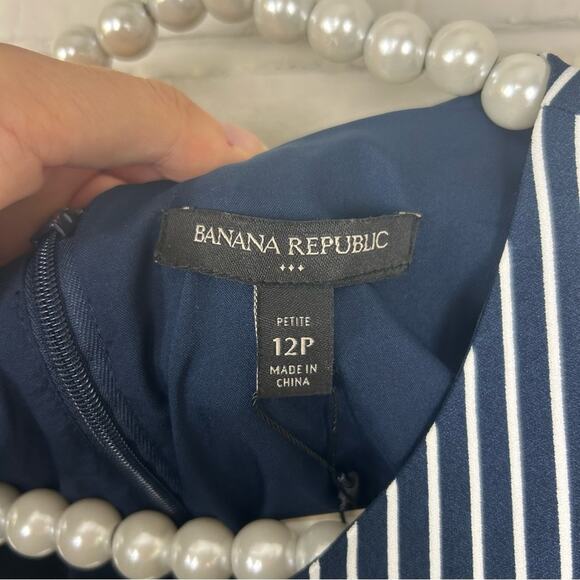 BANANA REPUBLIC
PETITE
12P
MADE IN
CHINA